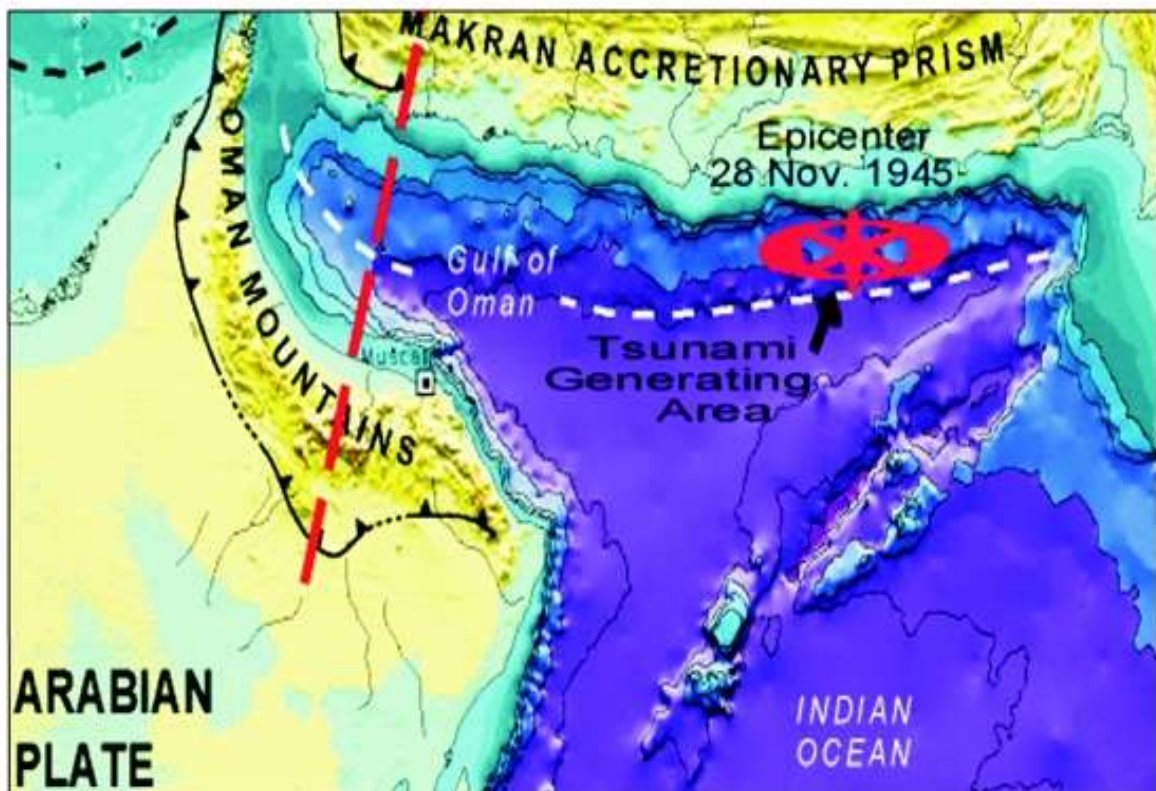 MAKRAN ACCRETIONARY PRISM
OMAN MOUNTAINS
Epicenter
28 Nov. 1945
Gulf of
Oman
Muscat
Tsunami
Generating
Area
ARABIAN
PLATE
INDIAN
OCEAN